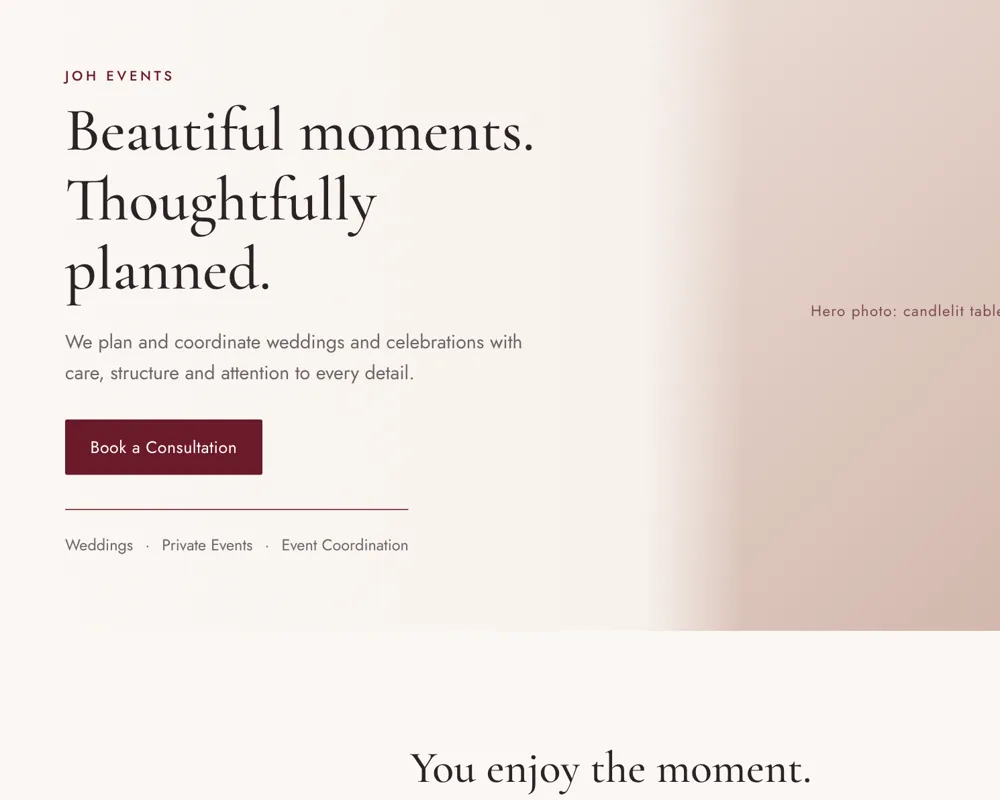 JOH EVENTS
Beautiful moments.
Thoughtfully
planned.
We plan and coordinate weddings and celebrations with
care, structure and attention to every detail.
Book a Consultation
Weddings · Private Events · Event Coordination
Hero photo: candlelit table
You enjoy the moment.